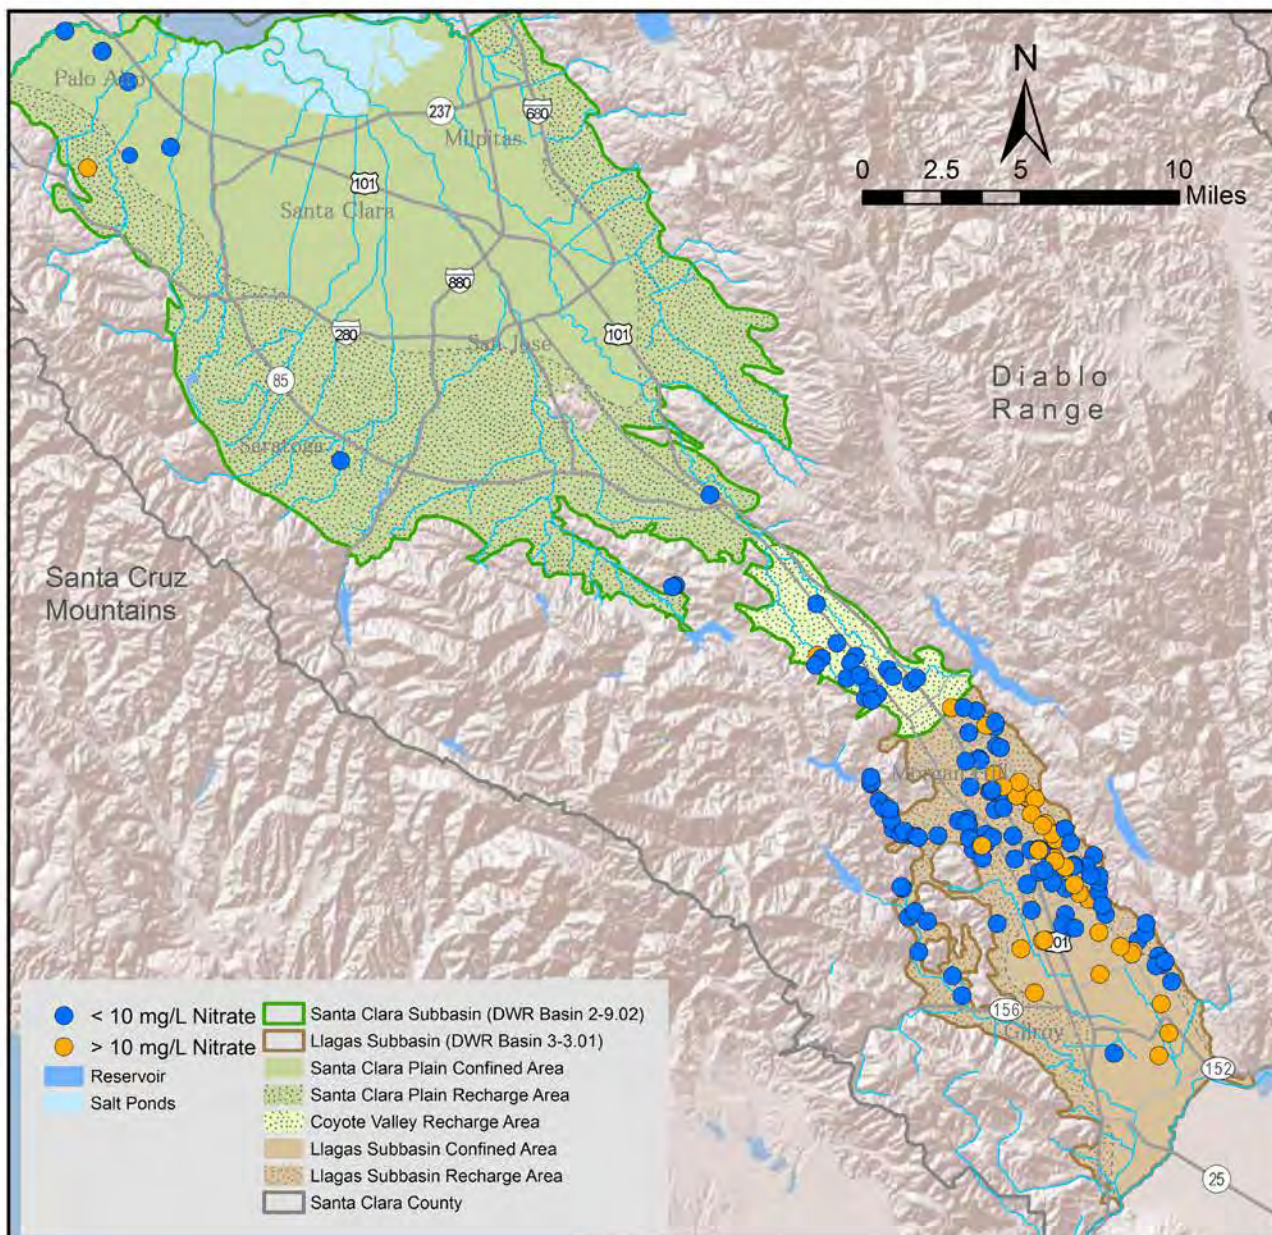 Palo Alto
237
680
Milpitas
101
Santa Clara
880
280
101
San Jose
85
Saratoga
N
0 2.5 5 10
Miles
Diablo
Range
Santa Cruz
Mountains
Morgan Hill
101
156
Gilroy
152
25
< 10 mg/L Nitrate
> 10 mg/L Nitrate
Reservoir
Salt Ponds
Santa Clara Subbasin (DWR Basin 2-9.02)
Llagas Subbasin (DWR Basin 3-3.01)
Santa Clara Plain Confined Area
Santa Clara Plain Recharge Area
Coyote Valley Recharge Area
Llagas Subbasin Confined Area
Llagas Subbasin Recharge Area
Santa Clara County